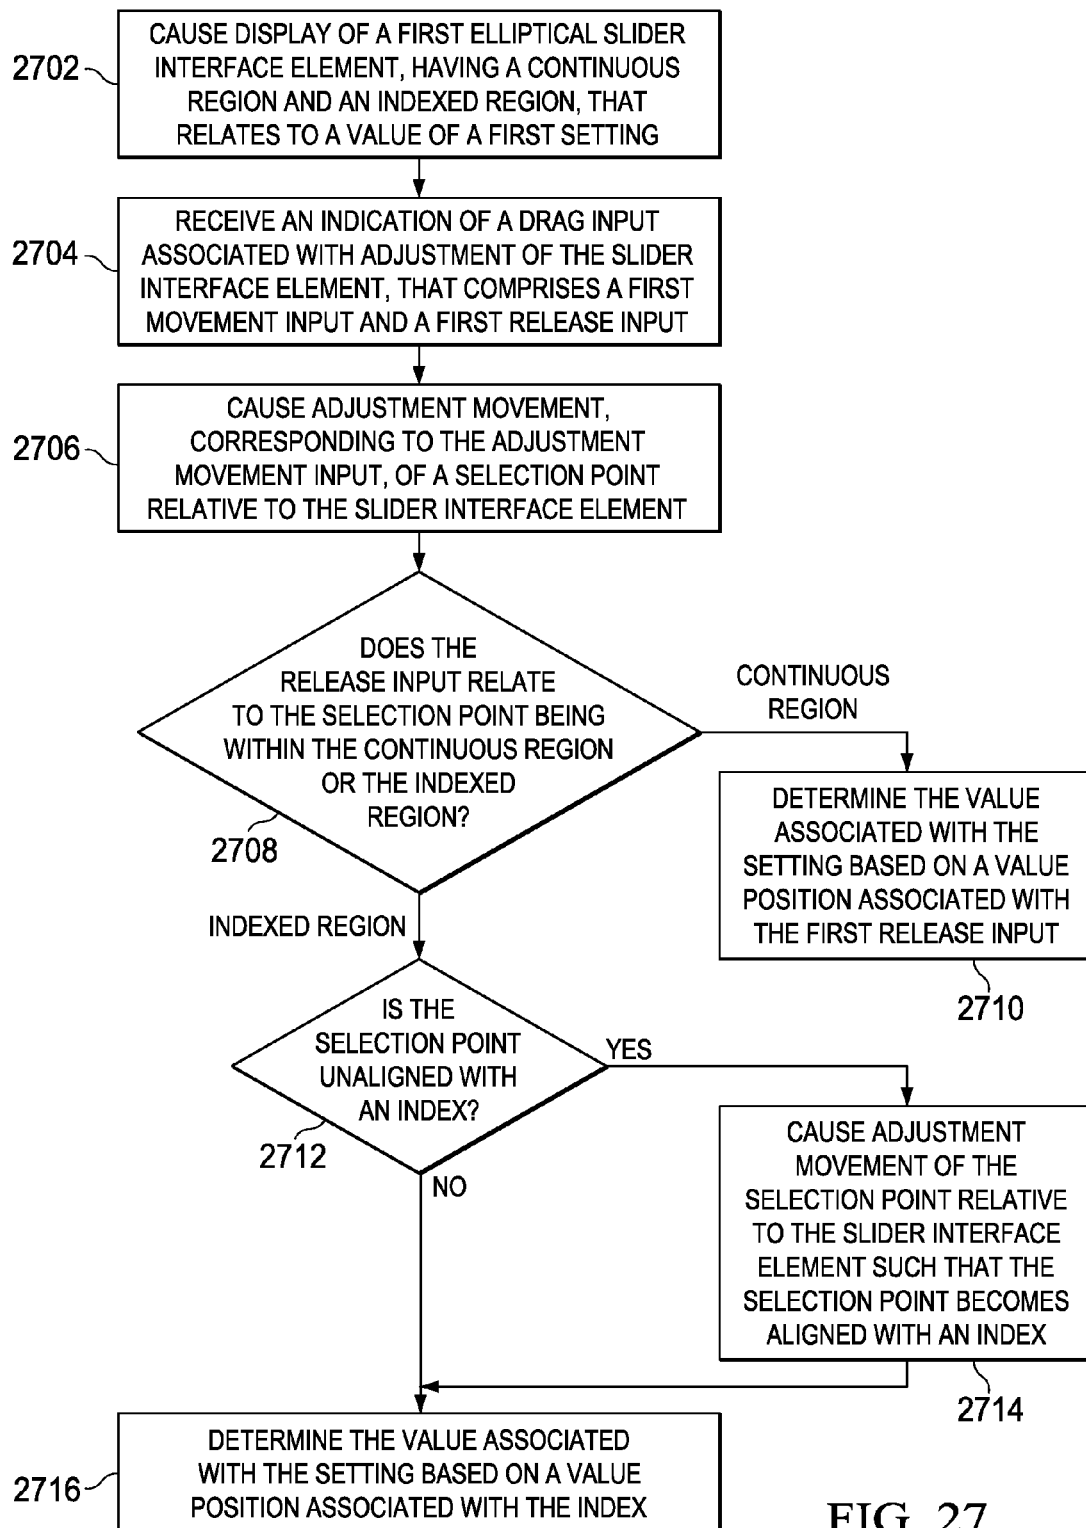 CAUSE DISPLAY OF A FIRST ELLIPTICAL SLIDER
INTERFACE ELEMENT, HAVING A CONTINUOUS
REGION AND AN INDEXED REGION, THAT
RELATES TO A VALUE OF A FIRST SETTING
2702
RECEIVE AN INDICATION OF A DRAG INPUT
ASSOCIATED WITH ADJUSTMENT OF THE SLIDER
INTERFACE ELEMENT, THAT COMPRISES A FIRST
MOVEMENT INPUT AND A FIRST RELEASE INPUT
2704
CAUSE ADJUSTMENT MOVEMENT,
CORRESPONDING TO THE ADJUSTMENT
MOVEMENT INPUT, OF A SELECTION POINT
RELATIVE TO THE SLIDER INTERFACE ELEMENT
2706
DOES THE
RELEASE INPUT RELATE
TO THE SELECTION POINT BEING
WITHIN THE CONTINUOUS REGION
OR THE INDEXED
REGION?
2708
CONTINUOUS
REGION
DETERMINE THE VALUE
ASSOCIATED WITH THE
SETTING BASED ON A VALUE
POSITION ASSOCIATED WITH
THE FIRST RELEASE INPUT
2710
INDEXED REGION
IS THE
SELECTION POINT
UNALIGNED WITH
AN INDEX?
2712
YES
NO
CAUSE ADJUSTMENT
MOVEMENT OF THE
SELECTION POINT RELATIVE
TO THE SLIDER INTERFACE
ELEMENT SUCH THAT THE
SELECTION POINT BECOMES
ALIGNED WITH AN INDEX
2714
DETERMINE THE VALUE ASSOCIATED
WITH THE SETTING BASED ON A VALUE
POSITION ASSOCIATED WITH THE INDEX
2716
FIG. 27